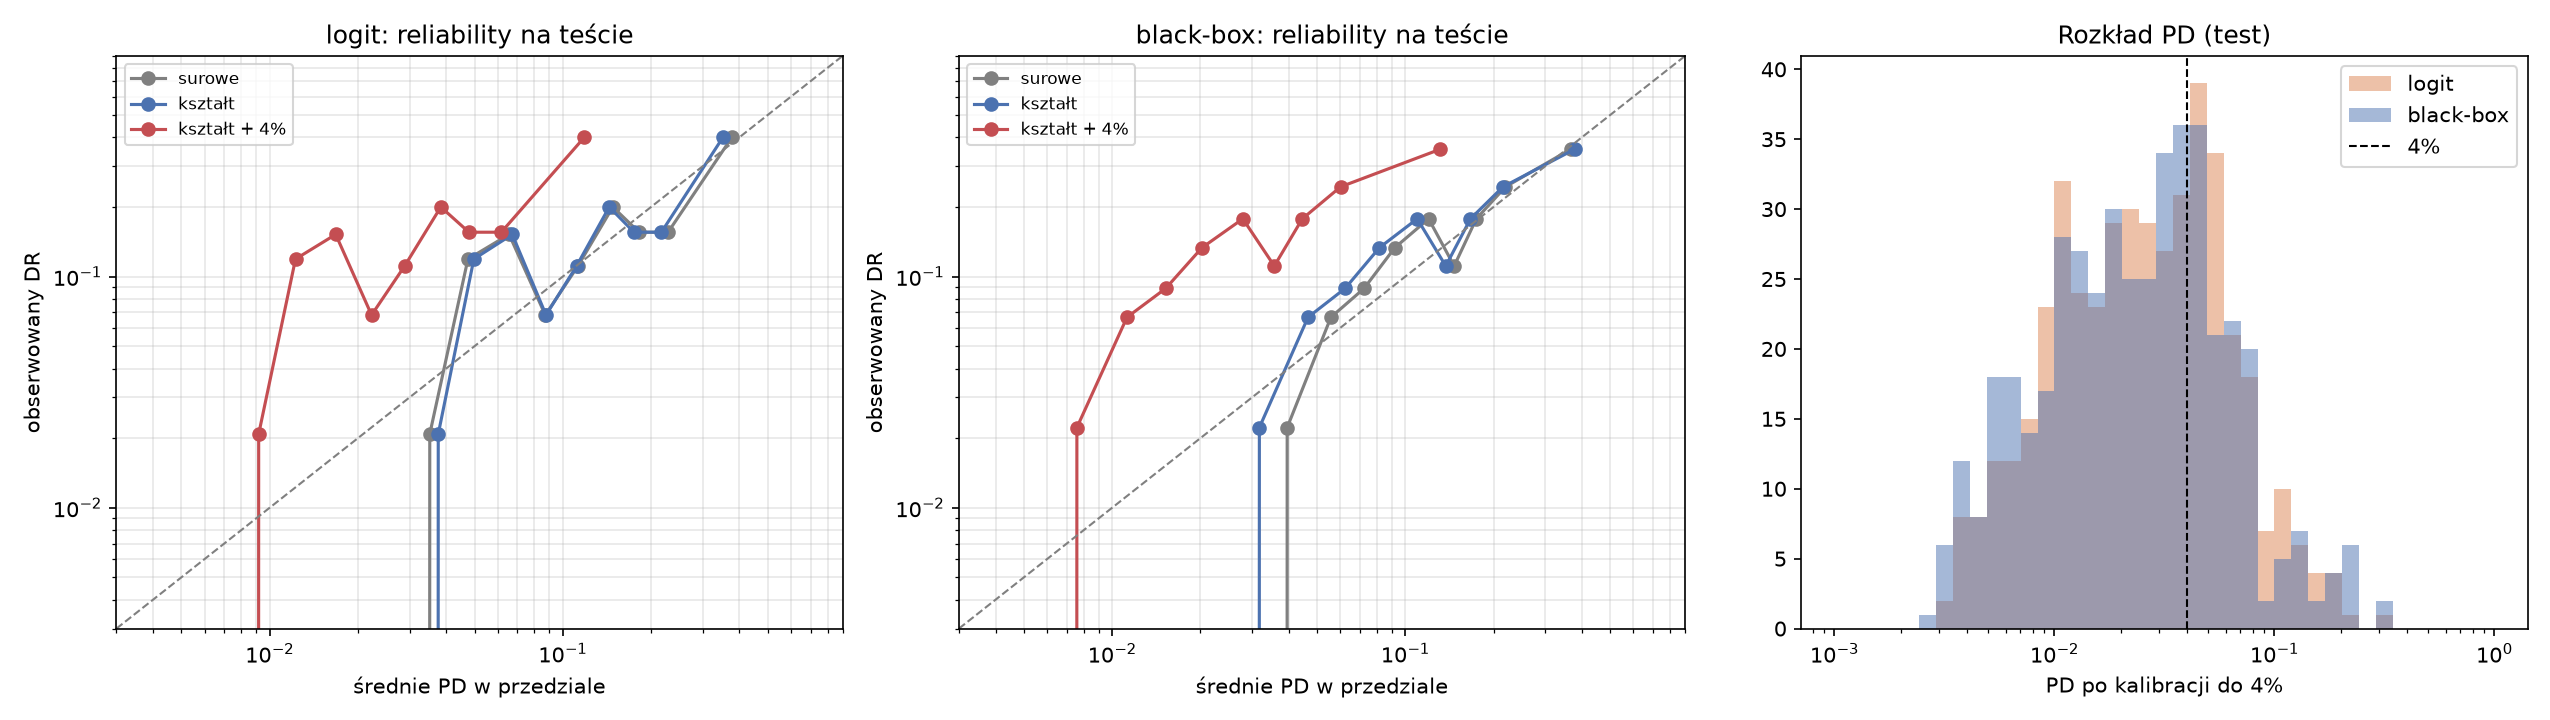 logit: reliability na teście
surowe
kształt
kształt + 4%
obserwowany DR
10⁻¹
10⁻²
10⁻²
10⁻¹
średnie PD w przedziale
black-box: reliability na teście
surowe
kształt
kształt + 4%
obserwowany DR
10⁻¹
10⁻²
10⁻²
10⁻¹
średnie PD w przedziale
Rozkład PD (test)
logit
black-box
4%
40
35
30
25
20
15
10
5
0
10⁻³
10⁻²
10⁻¹
10⁰
PD po kalibracji do 4%